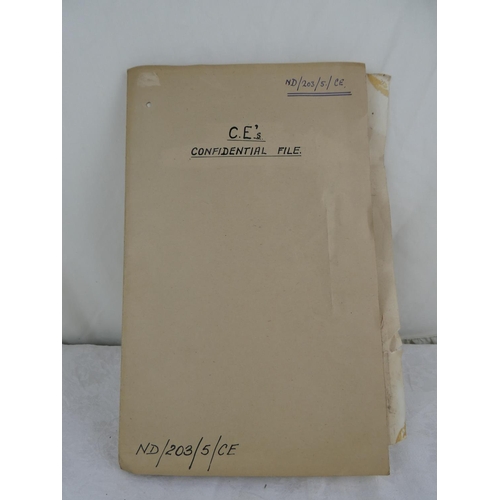 ND/203/5/CE.
C.E's.
CONFIDENTIAL FILE.
ND/203/5/CE